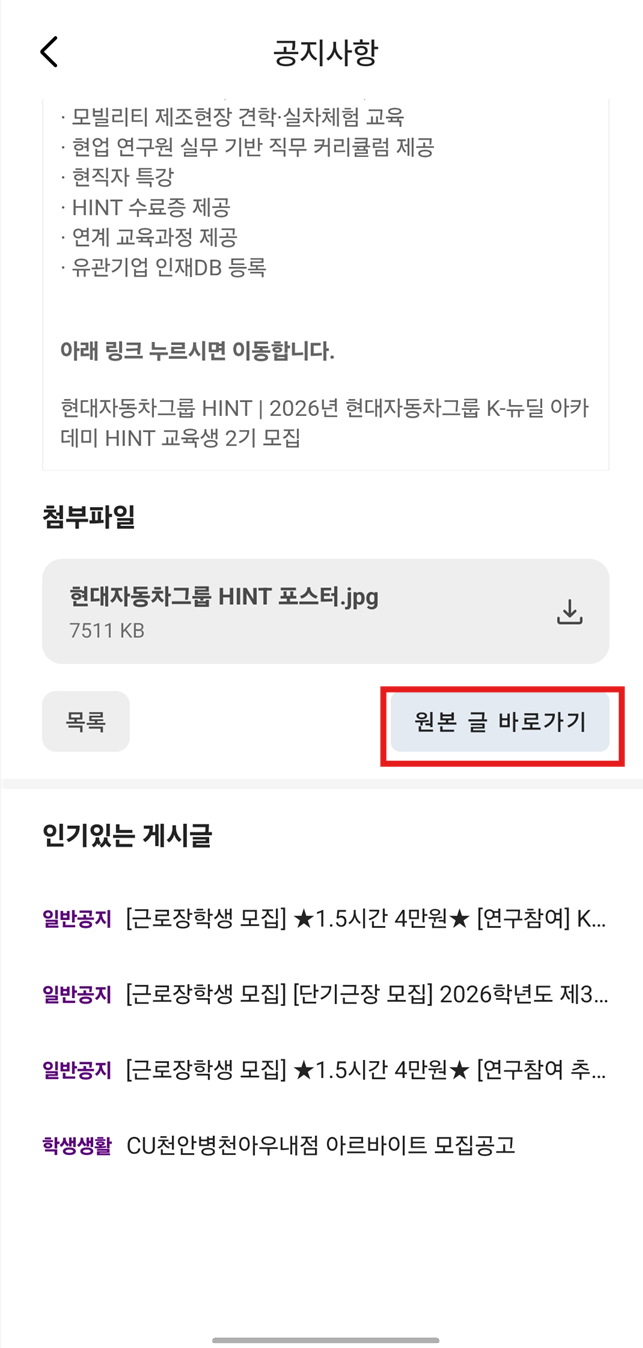 공지사항
· 모빌리티 제조현장 견학·실차체험 교육
· 현업 연구원 실무 기반 직무 커리큘럼 제공
· 현직자 특강
· HINT 수료증 제공
· 연계 교육과정 제공
· 유관기업 인재DB 등록
아래 링크 누르시면 이동합니다.
현대자동차그룹 HINT | 2026년 현대자동차그룹 K-뉴딜 아카
데미 HINT 교육생 2기 모집
첨부파일
현대자동차그룹 HINT 포스터.jpg
7511 KB
목록
원본 글 바로가기
인기있는 게시글
일반공지 [근로장학생 모집] ★1.5시간 4만원★ [연구참여] K...
일반공지 [근로장학생 모집] [단기근장 모집] 2026학년도 제3...
일반공지 [근로장학생 모집] ★1.5시간 4만원★ [연구참여 추...
학생생활 CU천안병천아우내점 아르바이트 모집공고